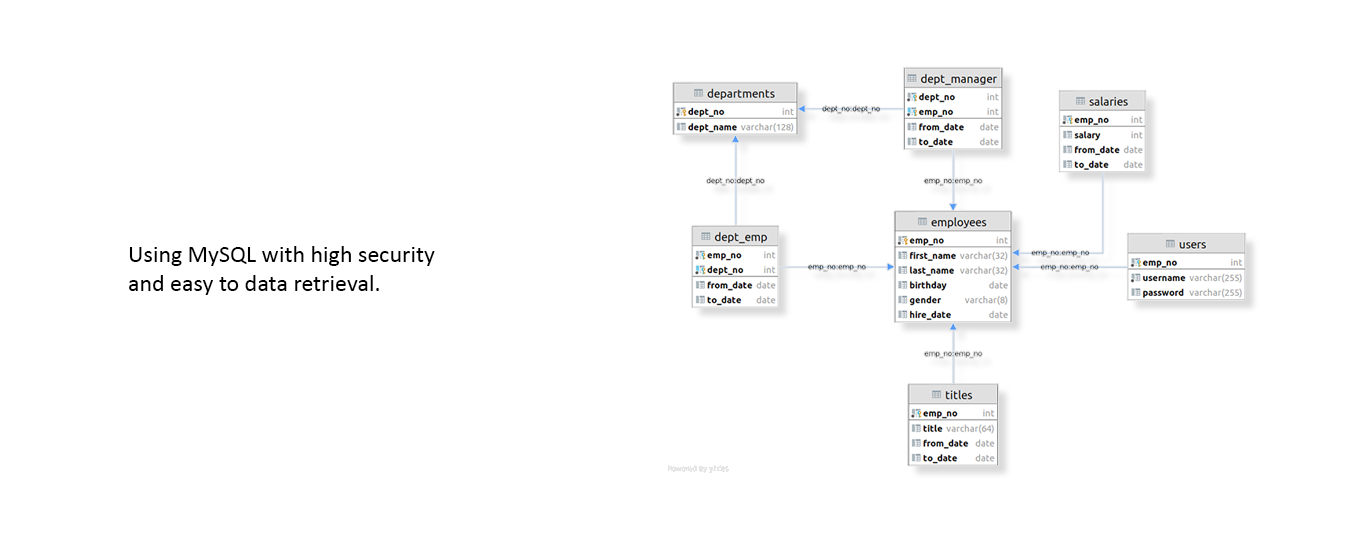 Using MySQL with high security
and easy to data retrieval.
departments
dept_no int
dept_name varchar(128)
dept_no:dept_no
dept_manager
dept_no int
emp_no int
from_date date
to_date date
salaries
emp_no int
salary int
from_date date
to_date date
dept_no:dept_no
emp_no:emp_no
dept_emp
emp_no int
dept_no int
from_date date
to_date date
emp_no:emp_no
employees
emp_no int
first_name varchar(32)
last_name varchar(32)
birthday date
gender varchar(8)
hire_date date
emp_no:emp_no
emp_no:emp_no
users
emp_no int
username varchar(255)
password varchar(255)
emp_no:emp_no
titles
emp_no int
title varchar(64)
from_date date
to_date date
Powered by yFiles